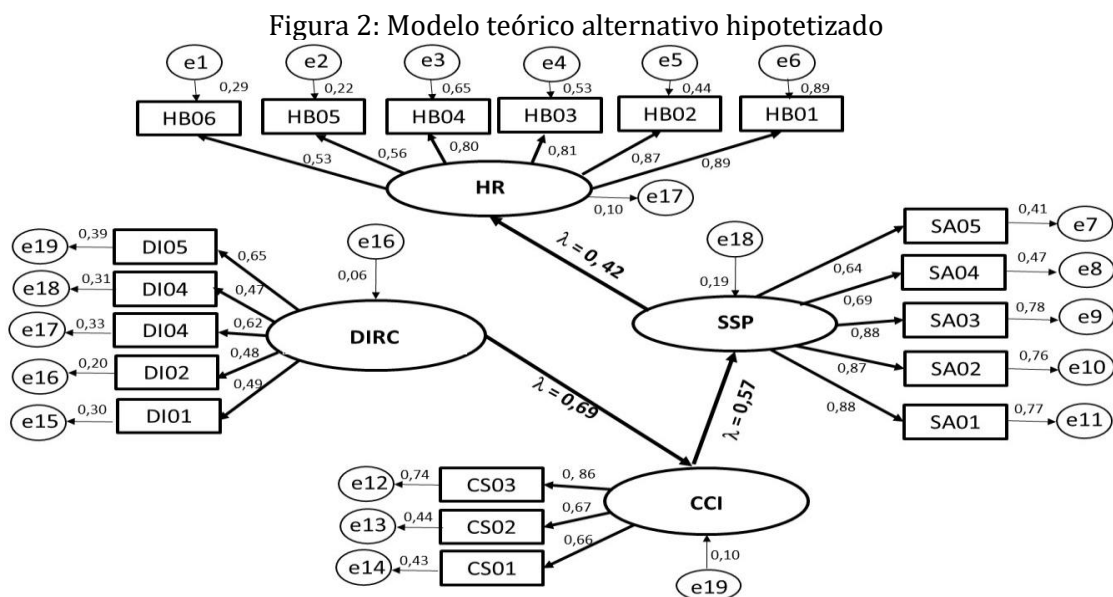 Figura 2: Modelo teórico alternativo hipotetizado
e1 e2 e3 e4 e5 e6
0,29 0,22 0,65 0,53 0,44 0,89
HB06 HB05 HB04 HB03 HB02 HB01
0,53 0,56 0,80 0,81 0,87 0,89
HR
0,10 e17
λ = 0, 42
e19 0,39 DI05 0,65
e18 0,31 DI04 0,47
e17 0,33 DI04 0,62
e16 0,20 DI02 0,48
e15 0,30 DI01 0,49
e16
0,06
DIRC
λ = 0,69
e18
0,19
SSP
0,64 SA05 0,41 e7
0,69 SA04 0,47 e8
0,88 SA03 0,78 e9
0,87 SA02 0,76 e10
0,88 SA01 0,77 e11
λ = 0,57
e12 0,74 CS03 0, 86
e13 0,44 CS02 0,67
e14 0,43 CS01 0,66
CCI
0,10
e19